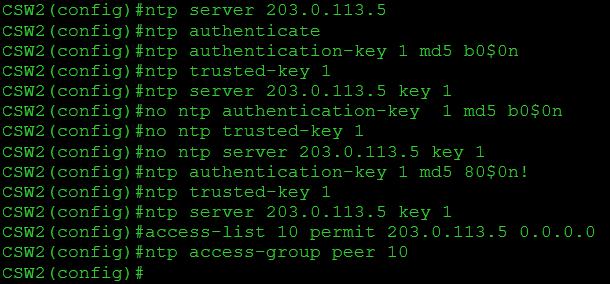 CSW2(config)#ntp server 203.0.113.5
CSW2(config)#ntp authenticate
CSW2(config)#ntp authentication-key 1 md5 b0$0n
CSW2(config)#ntp trusted-key 1
CSW2(config)#ntp server 203.0.113.5 key 1
CSW2(config)#no ntp authentication-key  1 md5 b0$0n
CSW2(config)#no ntp trusted-key 1
CSW2(config)#no ntp server 203.0.113.5 key 1
CSW2(config)#ntp authentication-key 1 md5 80$0n!
CSW2(config)#ntp trusted-key 1
CSW2(config)#ntp server 203.0.113.5 key 1
CSW2(config)#access-list 10 permit 203.0.113.5 0.0.0.0
CSW2(config)#ntp access-group peer 10
CSW2(config)#